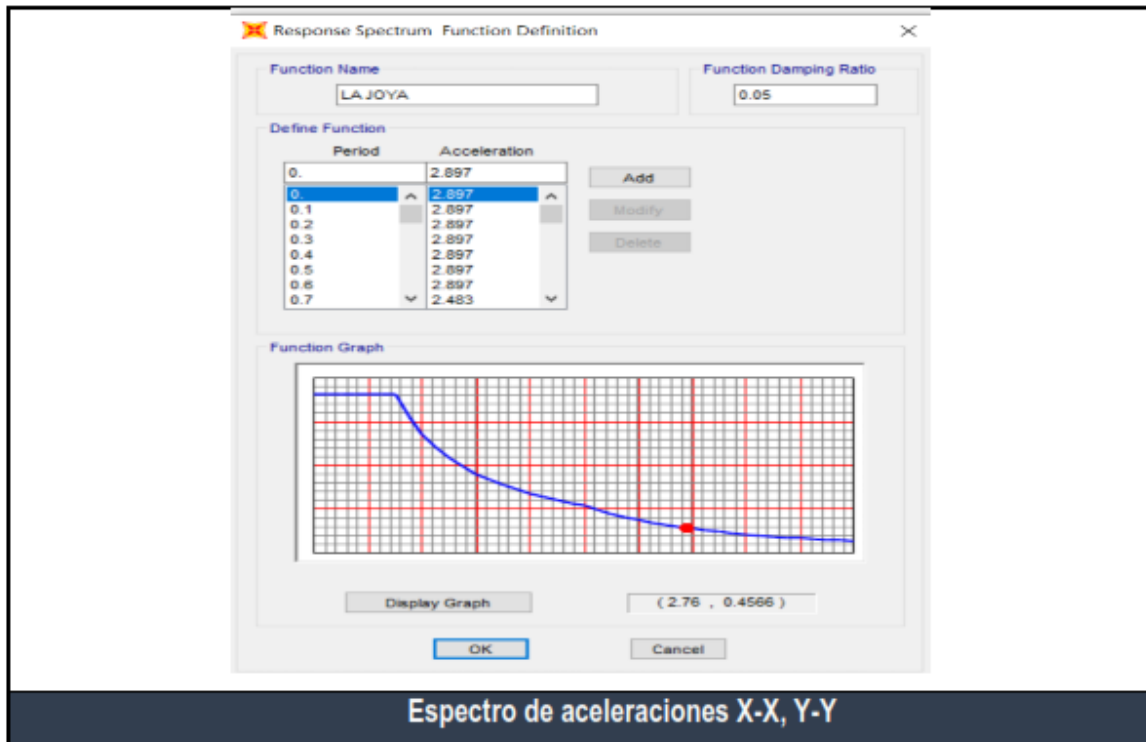 Response Spectrum Function Definition
Function Name
Function Damping Ratio
LA JOYA
0.05
Define Function
Period Acceleration
0. 2.897
Add
0. 2.897
0.1 2.897
Modify
0.2 2.897
0.3 2.897
Delete
0.4 2.897
0.5 2.897
0.6 2.897
0.7 2.483
Function Graph
Display Graph
( 2.76 , 0.4566 )
OK
Cancel
Espectro de aceleraciones X-X, Y-Y